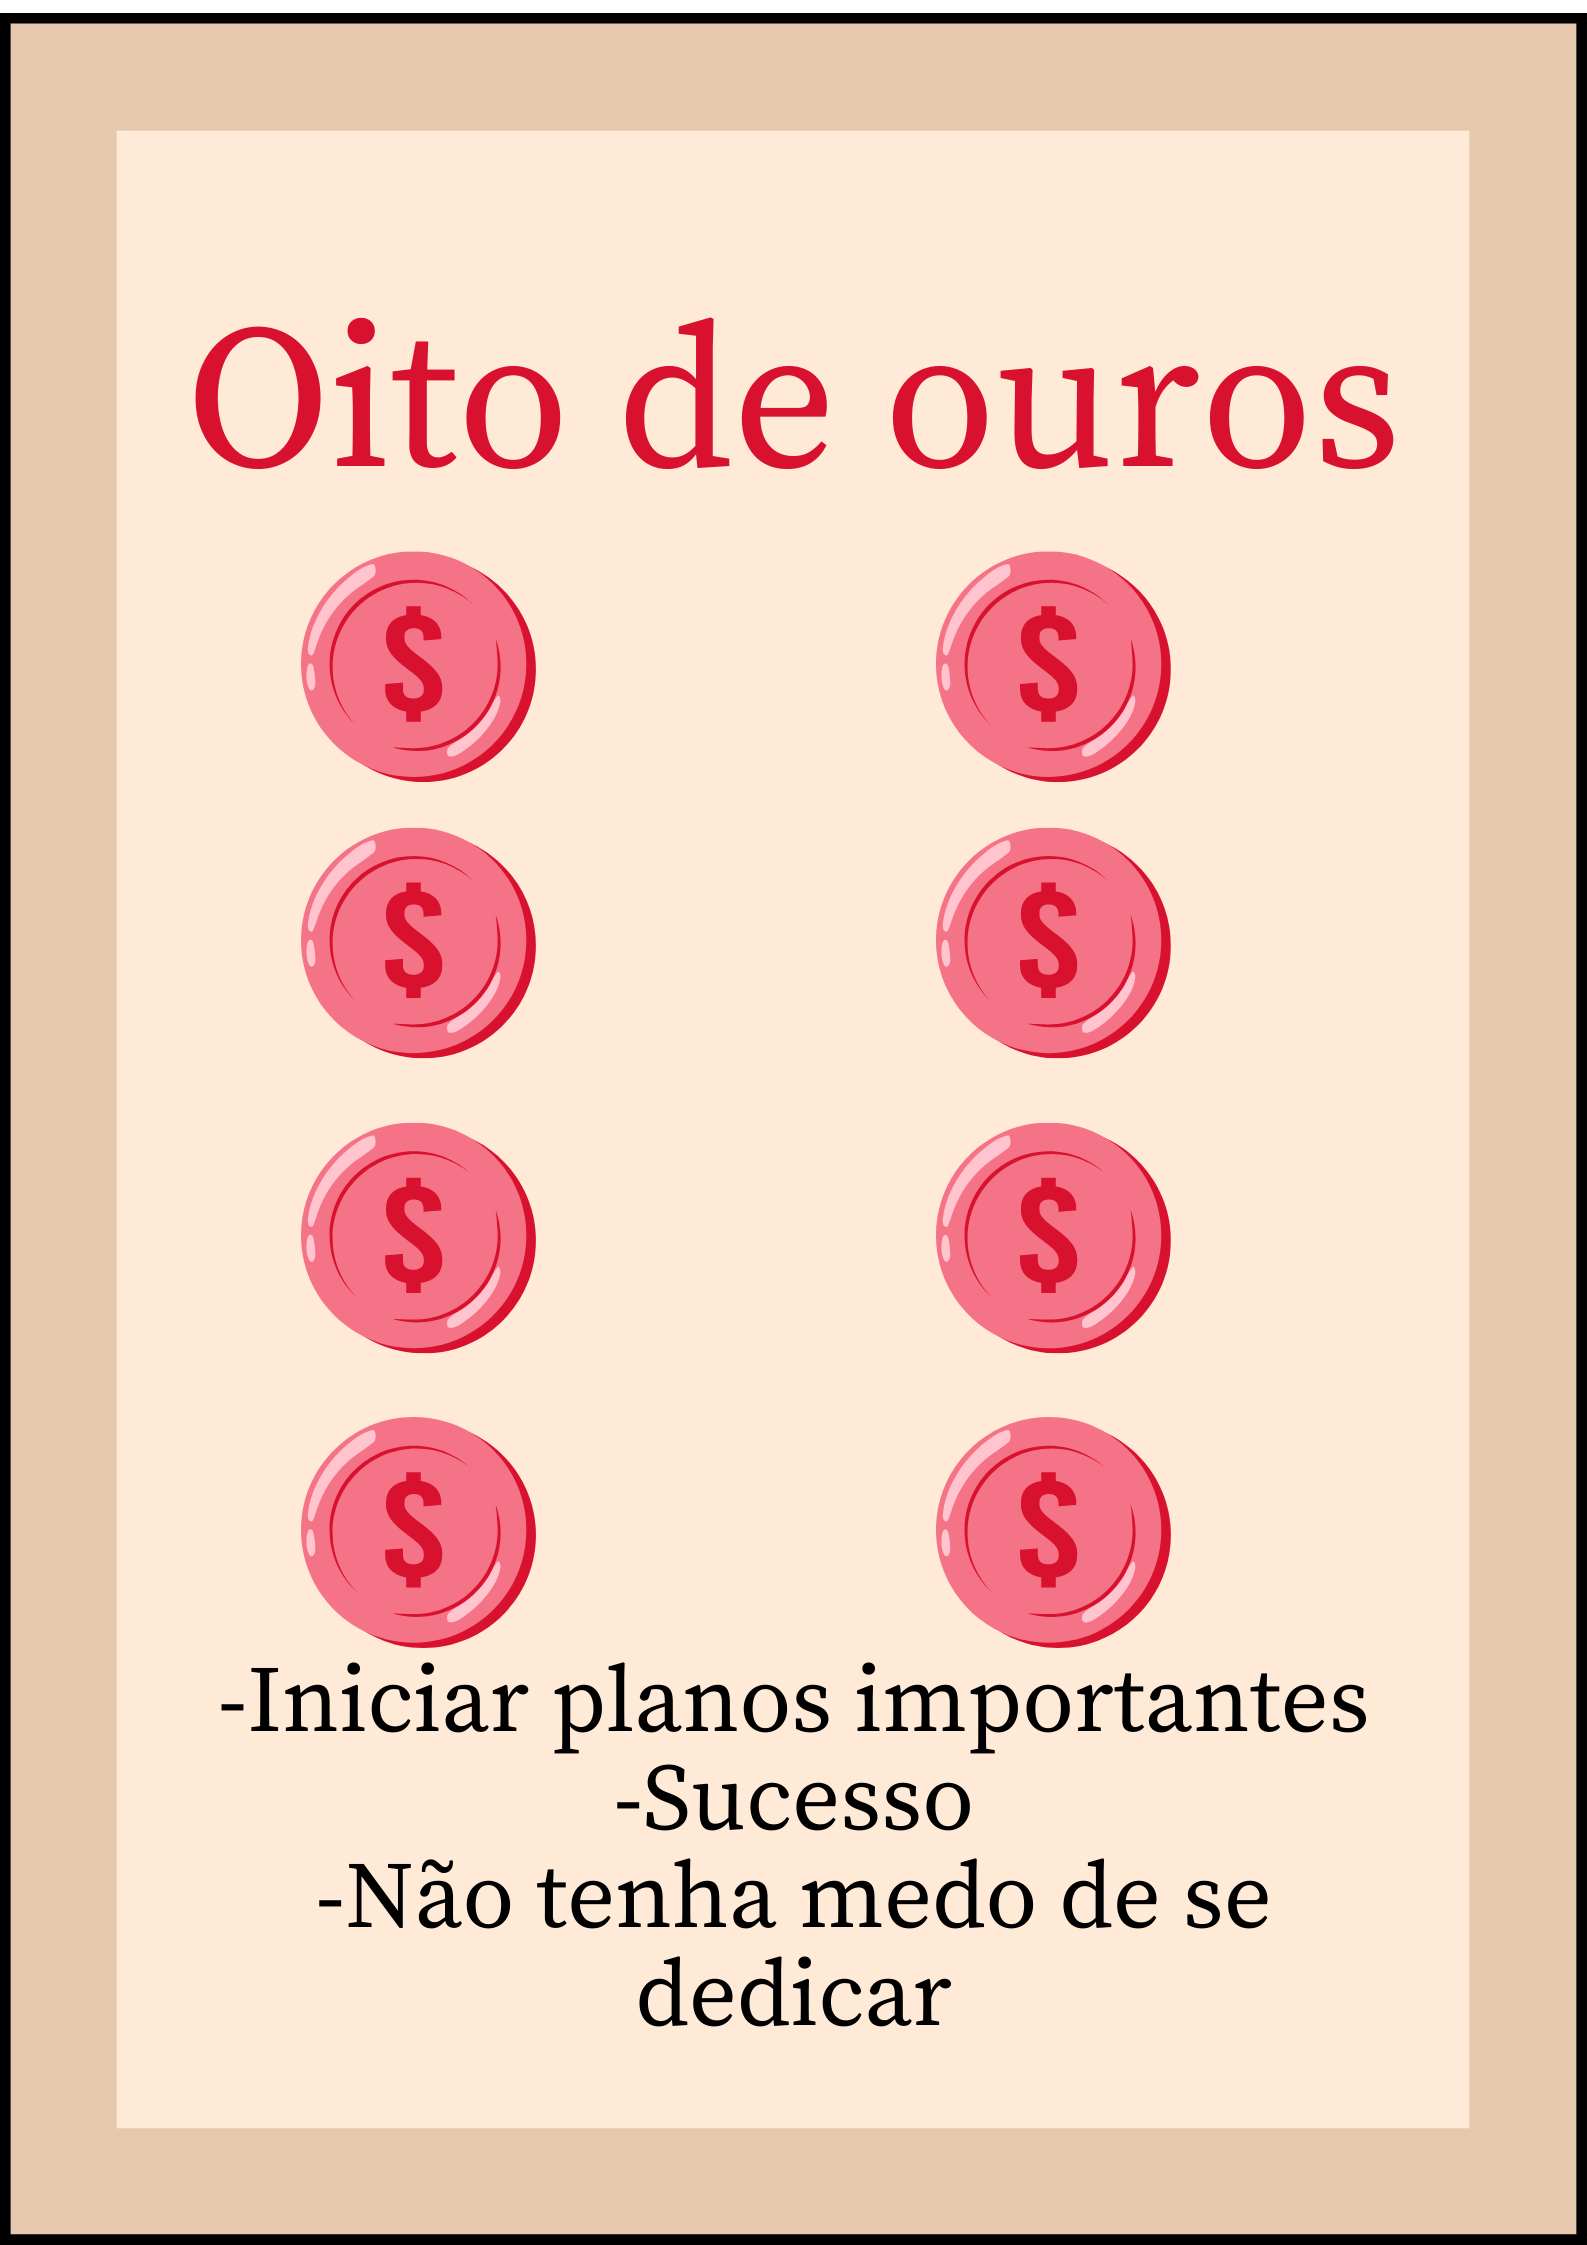 Oito de ouros
$ $
$ $
$ $
$ $
-Iniciar planos importantes
-Sucesso
-Não tenha medo de se
dedicar